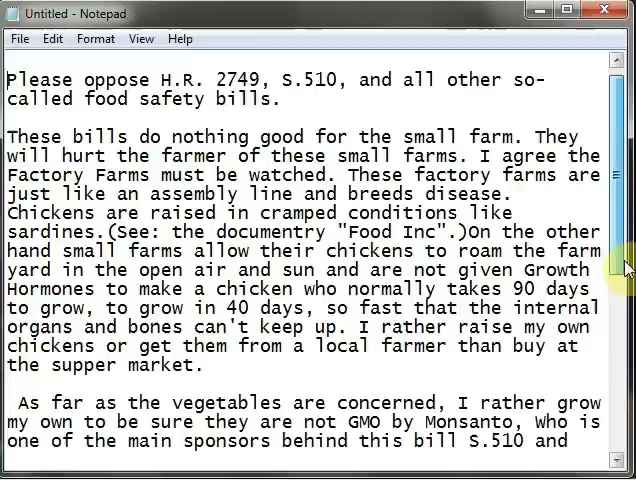 Untitled - Notepad
File Edit Format View Help
Please oppose H.R. 2749, S.510, and all other so-
called food safety bills.
These bills do nothing good for the small farm. They
will hurt the farmer of these small farms. I agree the
Factory Farms must be watched. These factory farms are
just like an assembly line and breeds disease.
Chickens are raised in cramped conditions like
sardines.(See: the documentry "Food Inc".)On the other
hand small farms allow their chickens to roam the farm
yard in the open air and sun and are not given Growth
Hormones to make a chicken who normally takes 90 days
to grow, to grow in 40 days, so fast that the internal
organs and bones can't keep up. I rather raise my own
chickens or get them from a local farmer than buy at
the supper market.
As far as the vegetables are concerned, I rather grow
my own to be sure they are not GMO by Monsanto, Who is
one of the main sponsors behind this bill S.510 and